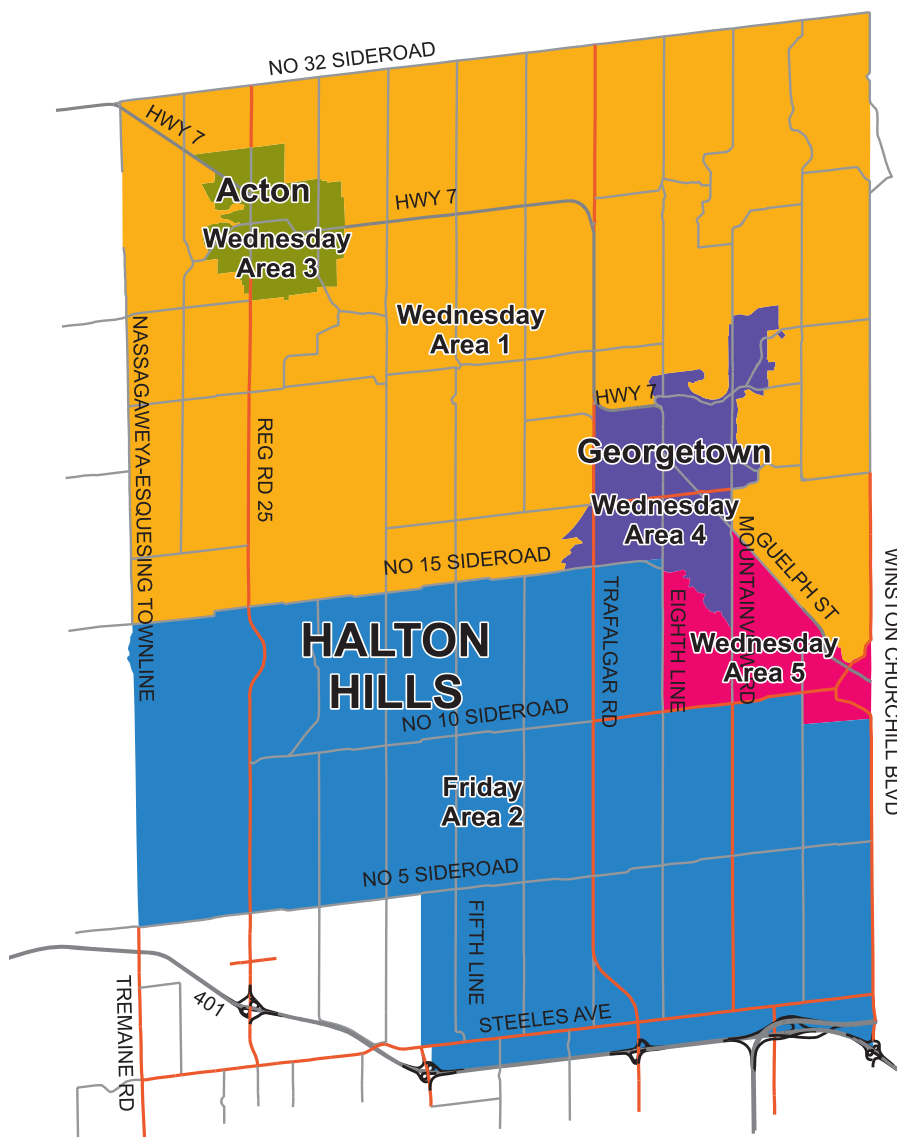 NO 32 SIDEROAD
HWY 7
Acton
HWY 7
Wednesday
Area 3
Wednesday
Area 1
NASSAGAWEYA-ESQUESING TOWNLINE
REG RD 25
HWY 7
Georgetown
Wednesday
Area 4
NO 15 SIDEROAD
MOUNTAINVIEW RD
GUELPH ST
WINSTON CHURCHILL BLVD
TRAFALGAR RD
EIGHTH LINE
HALTON
HILLS
Wednesday
Area 5
NO 10 SIDEROAD
Friday
Area 2
NO 5 SIDEROAD
FIFTH LINE
TREMAINE RD
401
STEELES AVE